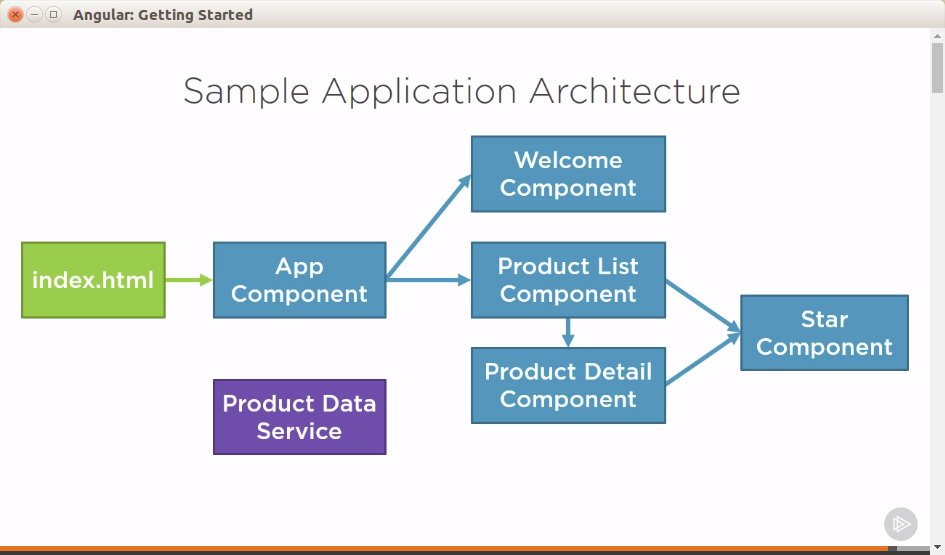 Angular: Getting Started
Sample Application Architecture
Welcome
Component
index.html
App
Component
Product List
Component
Star
Component
Product Detail
Component
Product Data
Service